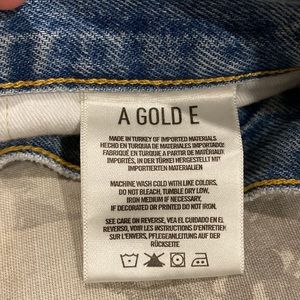 A GOLD E
MADE IN TURKEY OF IMPORTED MATERIALS
HECHO EN TURQUIA DE MATERIALES IMPORTADOS
FABRIQUÉ EN TURQUIE A PARTIR DE MATÉRIAUX
IMPORTÉS, IN DER TÜRKEI HERGESTELLT MIT
IMPORTIERTEN MATERIALIEN
MACHINE WASH COLD WITH LIKE COLORS,
DO NOT BLEACH, TUMBLE DRY LOW,
IRON MEDIUM IF NECESSARY.
IF DECORATED OR PRINTED DO NOT IRON.
SEE CARE ON REVERSE, VEA EL CUIDADO EN EL
REVERSO, VOIR LES INSTRUCTIONS D'ENTRETIEN
SUR L'ENVERS, PFLEGEANLEITUNG AUF DER
RÜCKSEITE